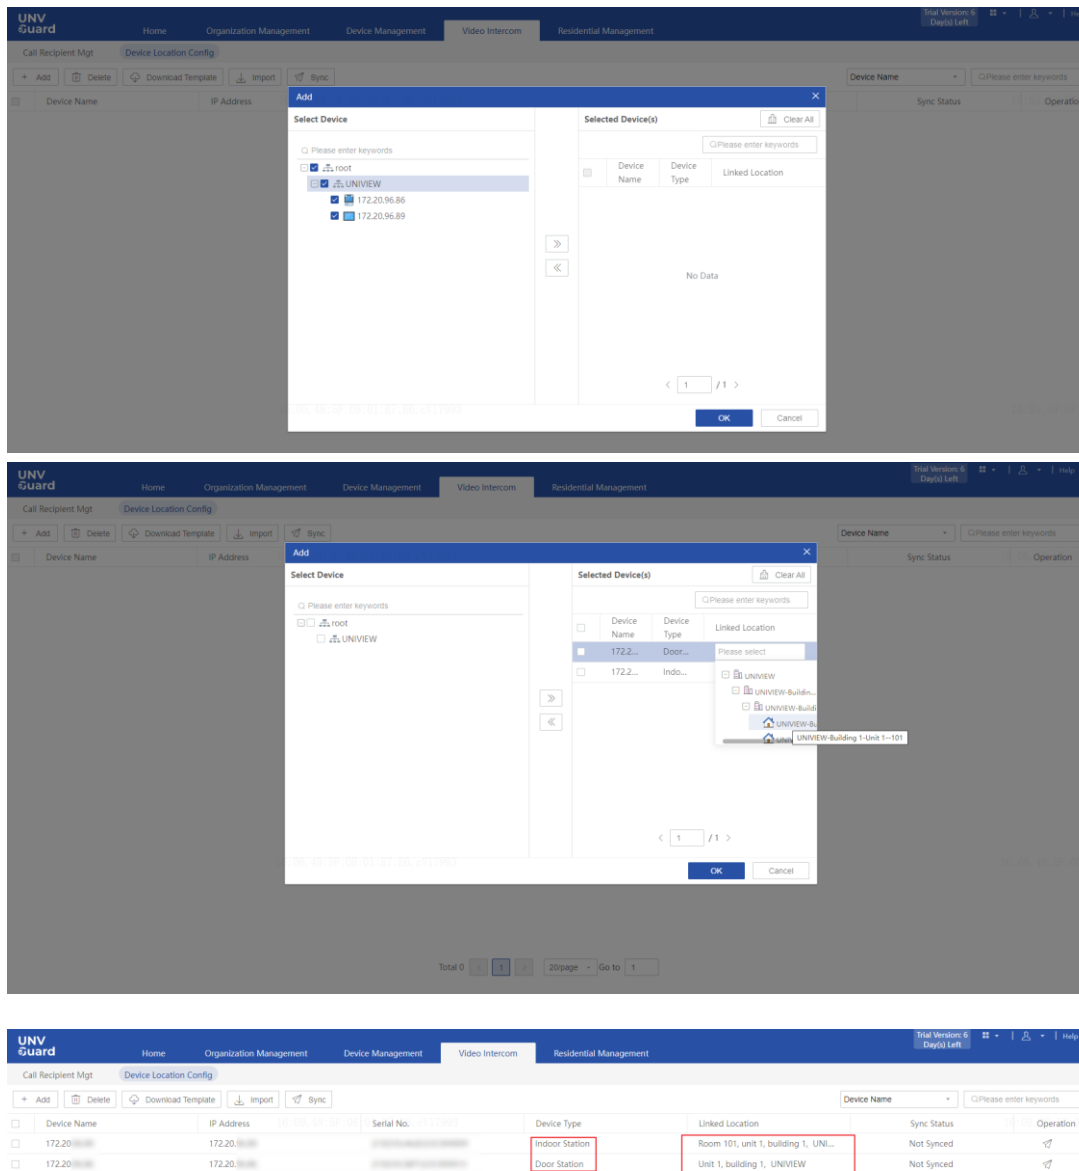 UNV Guard
Home Organization Management Device Management Video Intercom Residential Management
Trial Version: 6 Day(s) Left
Call Recipient Mgt Device Location Config
+ Add Delete Download Template Import Sync Device Name Please enter keywords
Device Name IP Address Sync Status Operatio
Add ×
Select Device Selected Device(s) Clear All
Please enter keywords Please enter keywords
root
UNIVIEW
172.20.96.86
172.20.96.89
Device Name Device Type Linked Location
No Data
< 1 / 1 >
OK Cancel
UNV Guard
Home Organization Management Device Management Video Intercom Residential Management
Trial Version: 6 Day(s) Left Help
Call Recipient Mgt Device Location Config
+ Add Delete Download Template Import Sync Device Name Please enter keywords
Device Name IP Address Sync Status Operation
Add ×
Select Device Selected Device(s) Clear All
Please enter keywords Please enter keywords
root
UNIVIEW
Device Name Device Type Linked Location
172.2... Door... Please select
172.2... Indo...
UNIVIEW
UNIVIEW-Buildin...
UNIVIEW-Buildi
UNIVIEW-Bu
UNIVIEW-Building 1-Unit 1--101
< 1 / 1 >
OK Cancel
Total 0 < 1 > 20/page Go to 1
UNV Guard
Home Organization Management Device Management Video Intercom Residential Management
Trial Version: 6 Day(s) Left Help
Call Recipient Mgt Device Location Config
+ Add Delete Download Template Import Sync Device Name Please enter keywords
Device Name IP Address Serial No. Device Type Linked Location Sync Status Operation
172.20 172.20. Indoor Station Room 101, unit 1, building 1, UNI... Not Synced
172.20 172.20. Door Station Unit 1, building 1, UNIVIEW Not Synced